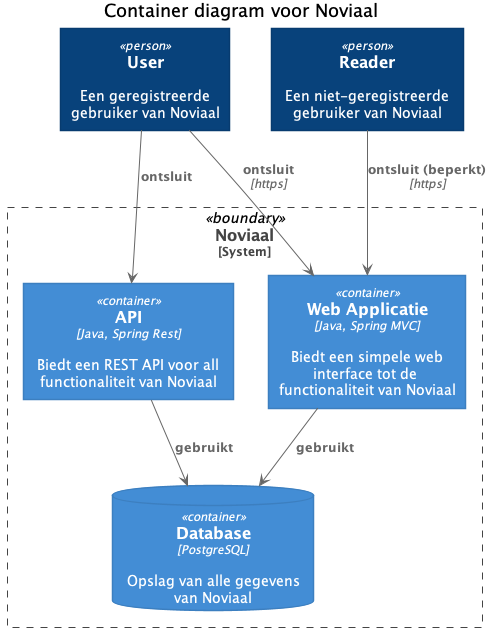 Container diagram voor Noviaal
«person»
User
Een geregistreerde
gebruiker van Noviaal
«person»
Reader
Een niet-geregistreerde
gebruiker van Noviaal
ontsluit
ontsluit
[https]
ontsluit (beperkt)
[https]
«boundary»
Noviaal
[System]
«container»
API
[Java, Spring Rest]
Biedt een REST API voor all
functionaliteit van Noviaal
«container»
Web Applicatie
[Java, Spring MVC]
Biedt een simpele web
interface tot de
functionaliteit van Noviaal
gebruikt
gebruikt
«container»
Database
[PostgreSQL]
Opslag van alle gegevens
van Noviaal